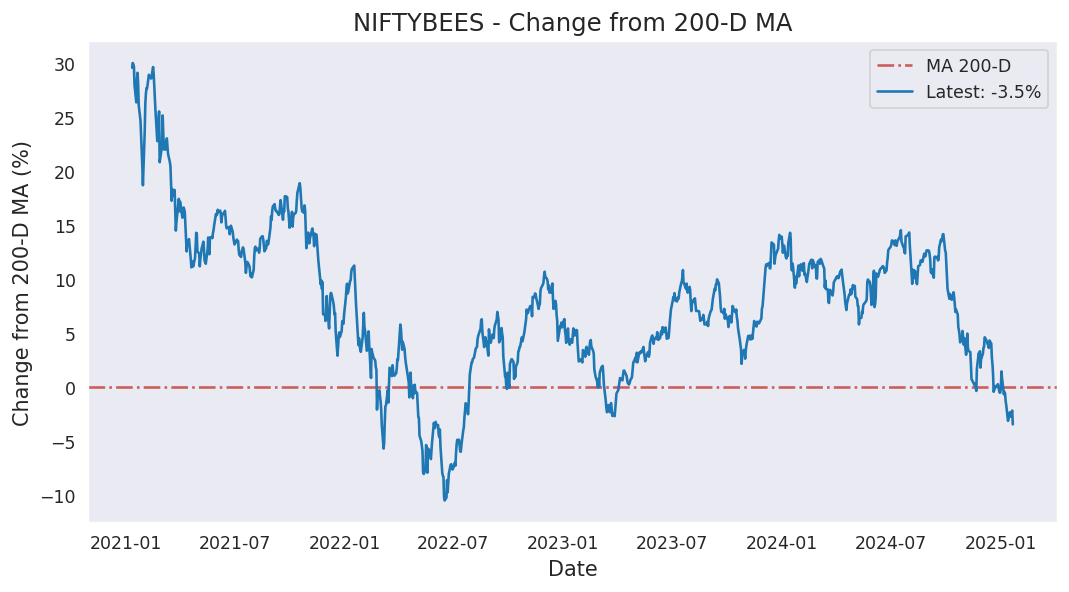 NIFTYBEES - Change from 200-D MA
MA 200-D
Latest: -3.5%
Change from 200-D MA (%)
30
25
20
15
10
5
0
−5
−10
2021-01 2021-07 2022-01 2022-07 2023-01 2023-07 2024-01 2024-07 2025-01
Date